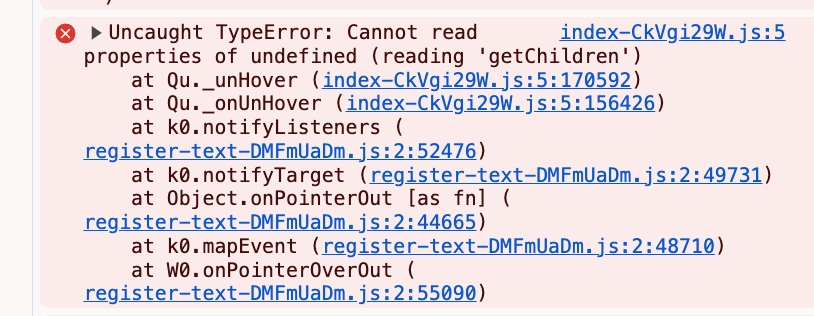 Uncaught TypeError: Cannot read index-CkVgi29W.js:5
properties of undefined (reading 'getChildren')
at Qu._unHover (index-CkVgi29W.js:5:170592)
at Qu._onUnHover (index-CkVgi29W.js:5:156426)
at k0.notifyListeners (
register-text-DMFmUaDm.js:2:52476)
at k0.notifyTarget (register-text-DMFmUaDm.js:2:49731)
at Object.onPointerOut [as fn] (
register-text-DMFmUaDm.js:2:44665)
at k0.mapEvent (register-text-DMFmUaDm.js:2:48710)
at W0.onPointerOverOut (
register-text-DMFmUaDm.js:2:55090)